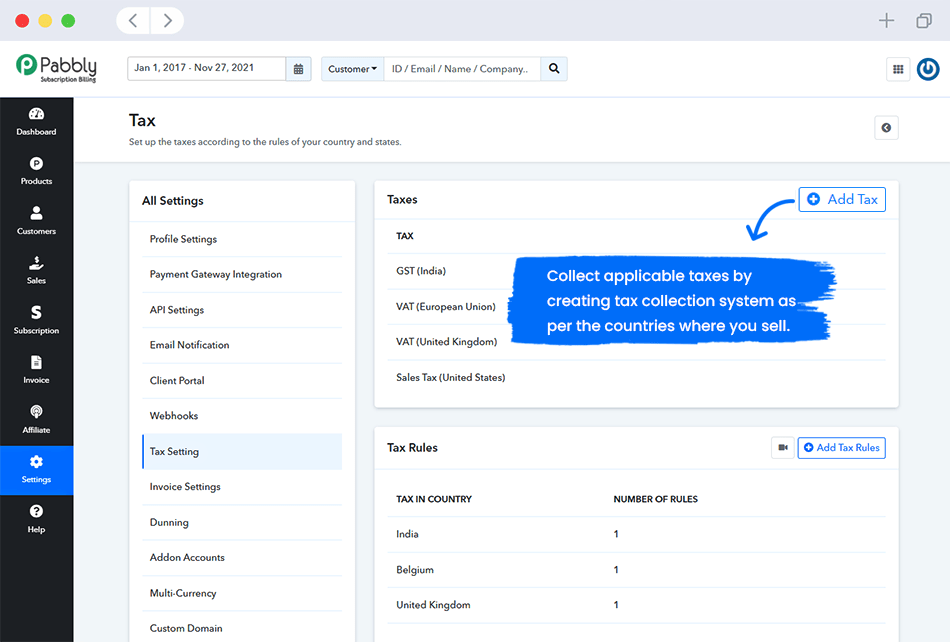 Pabbly
Subscription Billing
Jan 1, 2017 - Nov 27, 2021
Customer
ID / Email / Name / Company..
Dashboard
Products
Customers
Sales
Subscription
Invoice
Affiliate
Settings
Help
Tax
Set up the taxes according to the rules of your country and states.
All Settings
Profile Settings
Payment Gateway Integration
API Settings
Email Notification
Client Portal
Webhooks
Tax Setting
Invoice Settings
Dunning
Addon Accounts
Multi-Currency
Custom Domain
Taxes
Add Tax
TAX
GST (India)
VAT (European Union)
VAT (United Kingdom)
Sales Tax (United States)
Collect applicable taxes by
creating tax collection system as
per the countries where you sell.
Tax Rules
Add Tax Rules
TAX IN COUNTRY NUMBER OF RULES
India 1
Belgium 1
United Kingdom 1